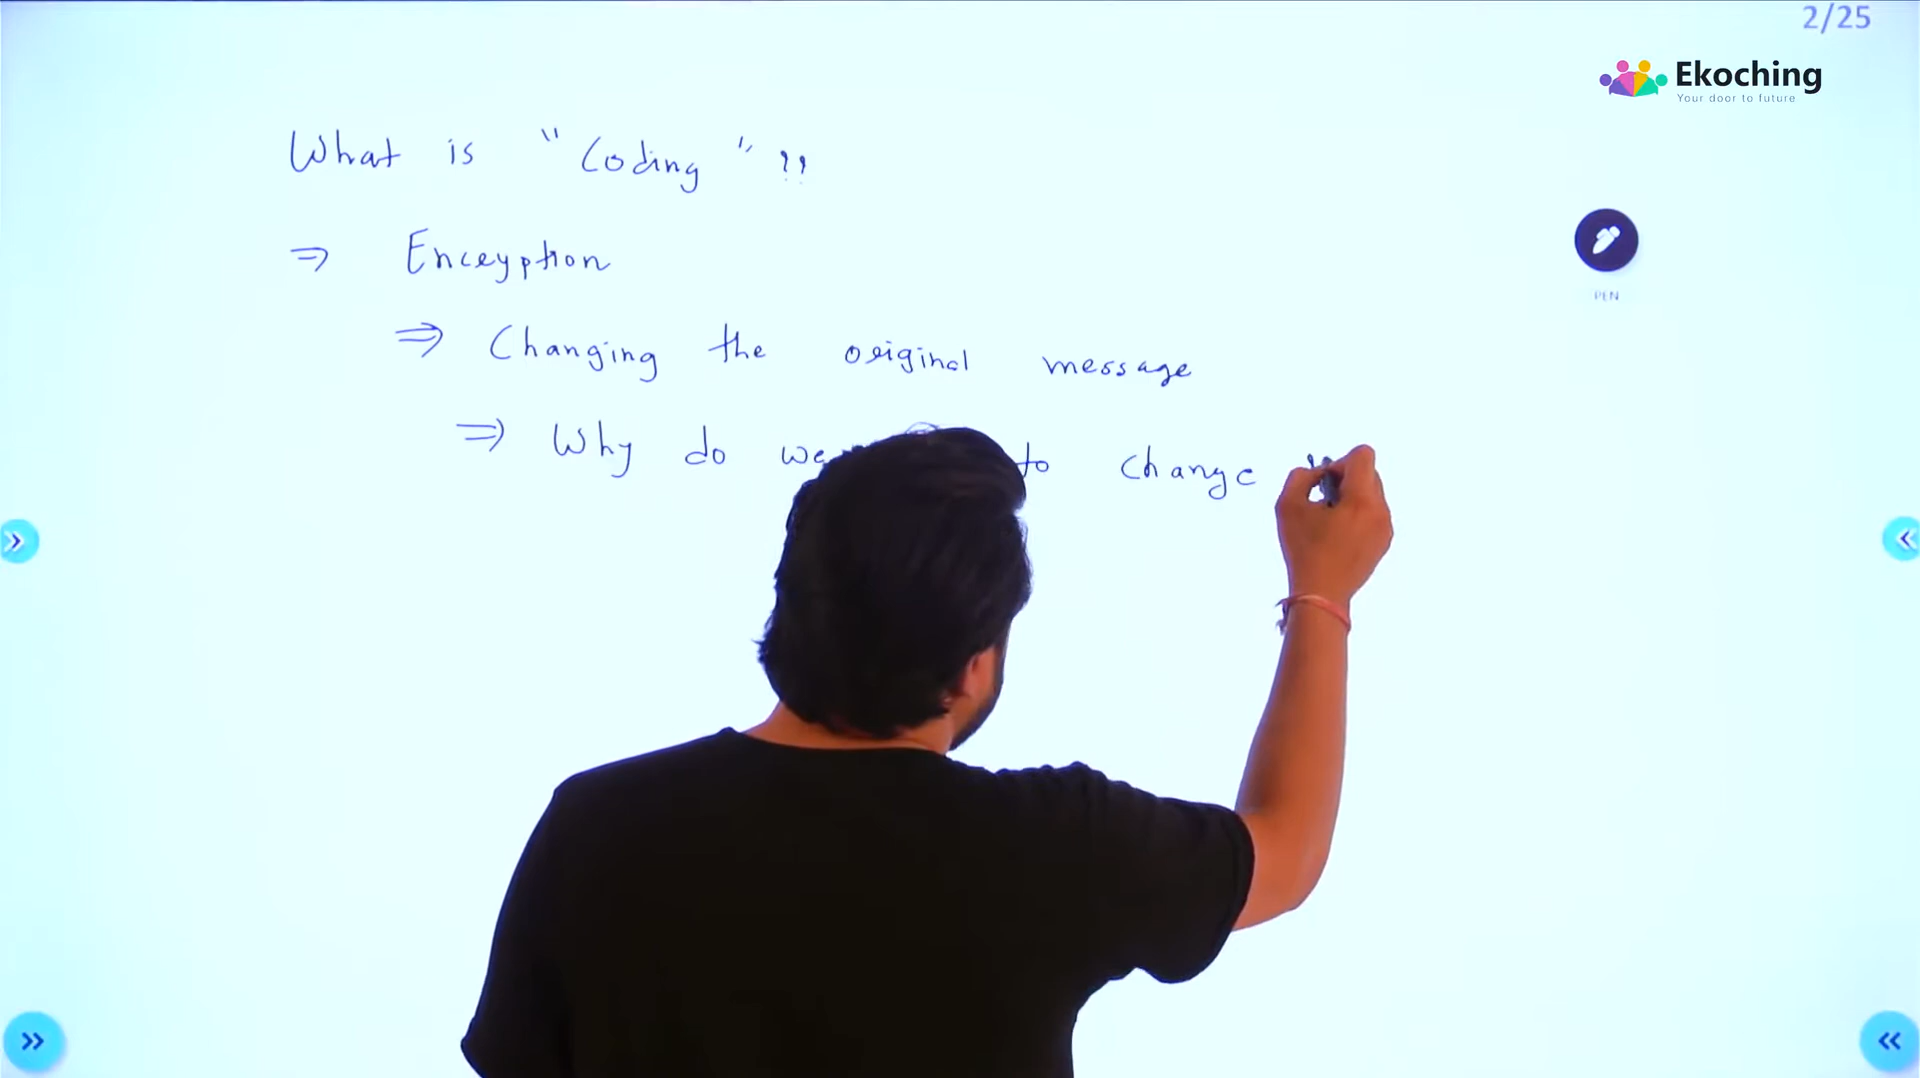 2/25
Ekoching
Your door to future
What is "Coding" ??
⇒ Encryption
⇒ Changing the original message
⇒ Why do we to change
PEN